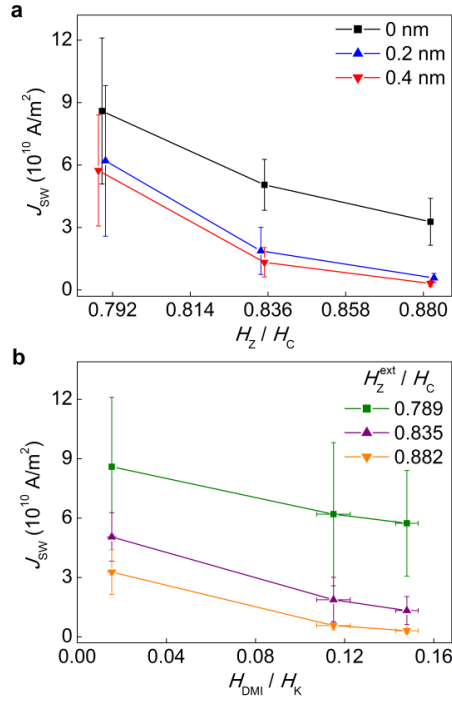 a
12
9
6
3
0
J_SW (10^10 A/m^2)
0 nm
0.2 nm
0.4 nm
0.792 0.814 0.836 0.858 0.880
H_Z / H_C
b
12
9
6
3
0
J_SW (10^10 A/m^2)
H_Z^ext / H_C
0.789
0.835
0.882
0.00 0.04 0.08 0.12 0.16
H_DMI / H_K